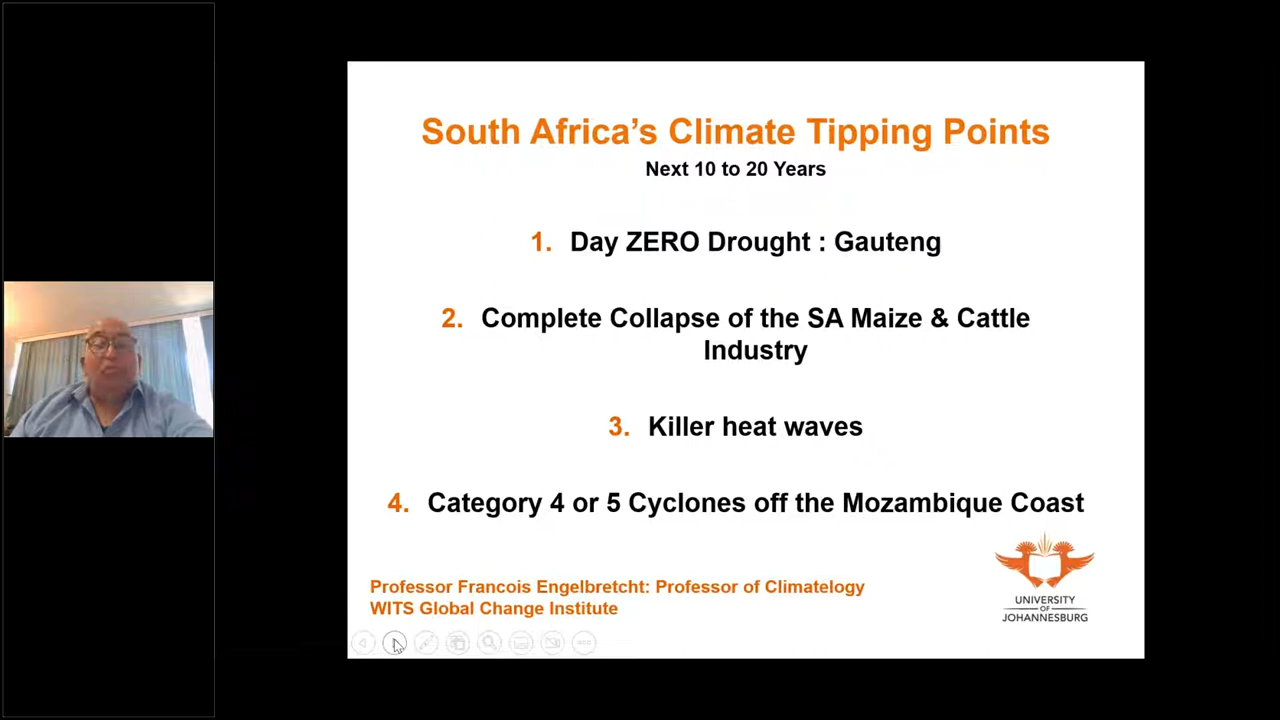 South Africa's Climate Tipping Points
Next 10 to 20 Years
1. Day ZERO Drought : Gauteng
2. Complete Collapse of the SA Maize & Cattle
Industry
3. Killer heat waves
4. Category 4 or 5 Cyclones off the Mozambique Coast
Professor Francois Engelbretcht: Professor of Climatelogy
WITS Global Change Institute
UNIVERSITY
OF
JOHANNESBURG